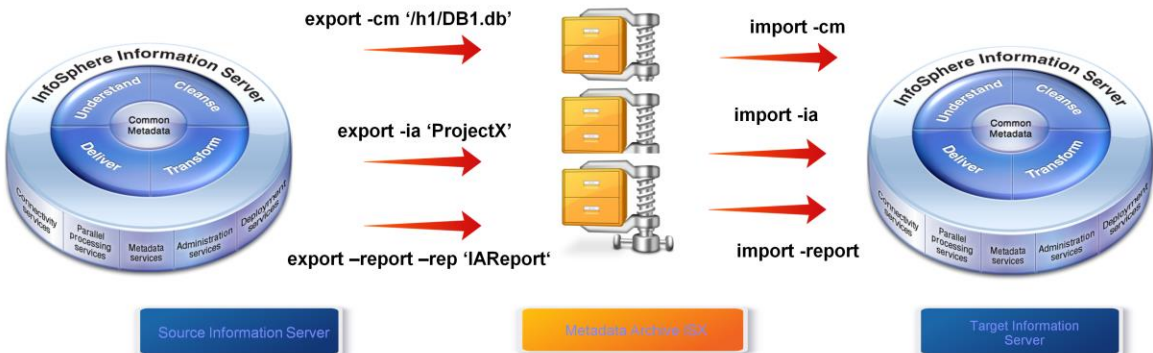 export -cm ‘/h1/DB1.db’
import -cm
InfoSphere Information Server
Understand
Cleanse
Common
Metadata
Deliver
Transform
Connectivity
services
Parallel
processing
services
Metadata
services
Administration
services
Deployment
services
export -ia ‘ProjectX’
import -ia
export –report –rep ‘IAReport‘
import -report
InfoSphere Information Server
Understand
Cleanse
Common
Metadata
Deliver
Transform
Connectivity
services
Parallel
processing
services
Metadata
services
Administration
services
Deployment
services
Source Information Server
Metadata Archive ISX
Target Information
Server